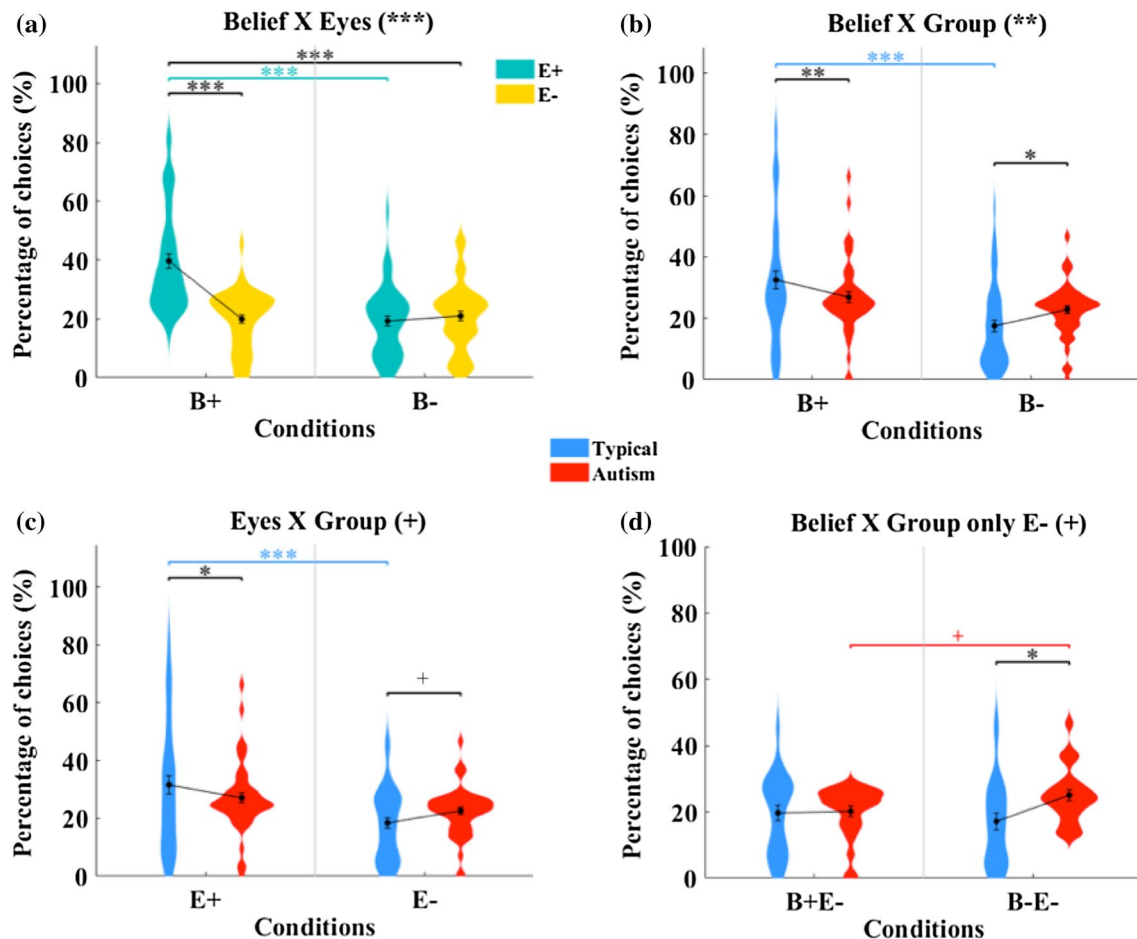 (a)
Belief X Eyes (***)
***
***
***
E+
E-
Percentage of choices (%)
100
80
60
40
20
0
B+
B-
Conditions
(b)
Belief X Group (**)
***
**
*
Percentage of choices (%)
100
80
60
40
20
0
B+
B-
Conditions
Typical
Autism
(c)
Eyes X Group (+)
***
*
+
Percentage of choices (%)
100
80
60
40
20
0
E+
E-
Conditions
(d)
Belief X Group only E- (+)
+
*
Percentage of choices (%)
100
80
60
40
20
0
B+E-
B-E-
Conditions